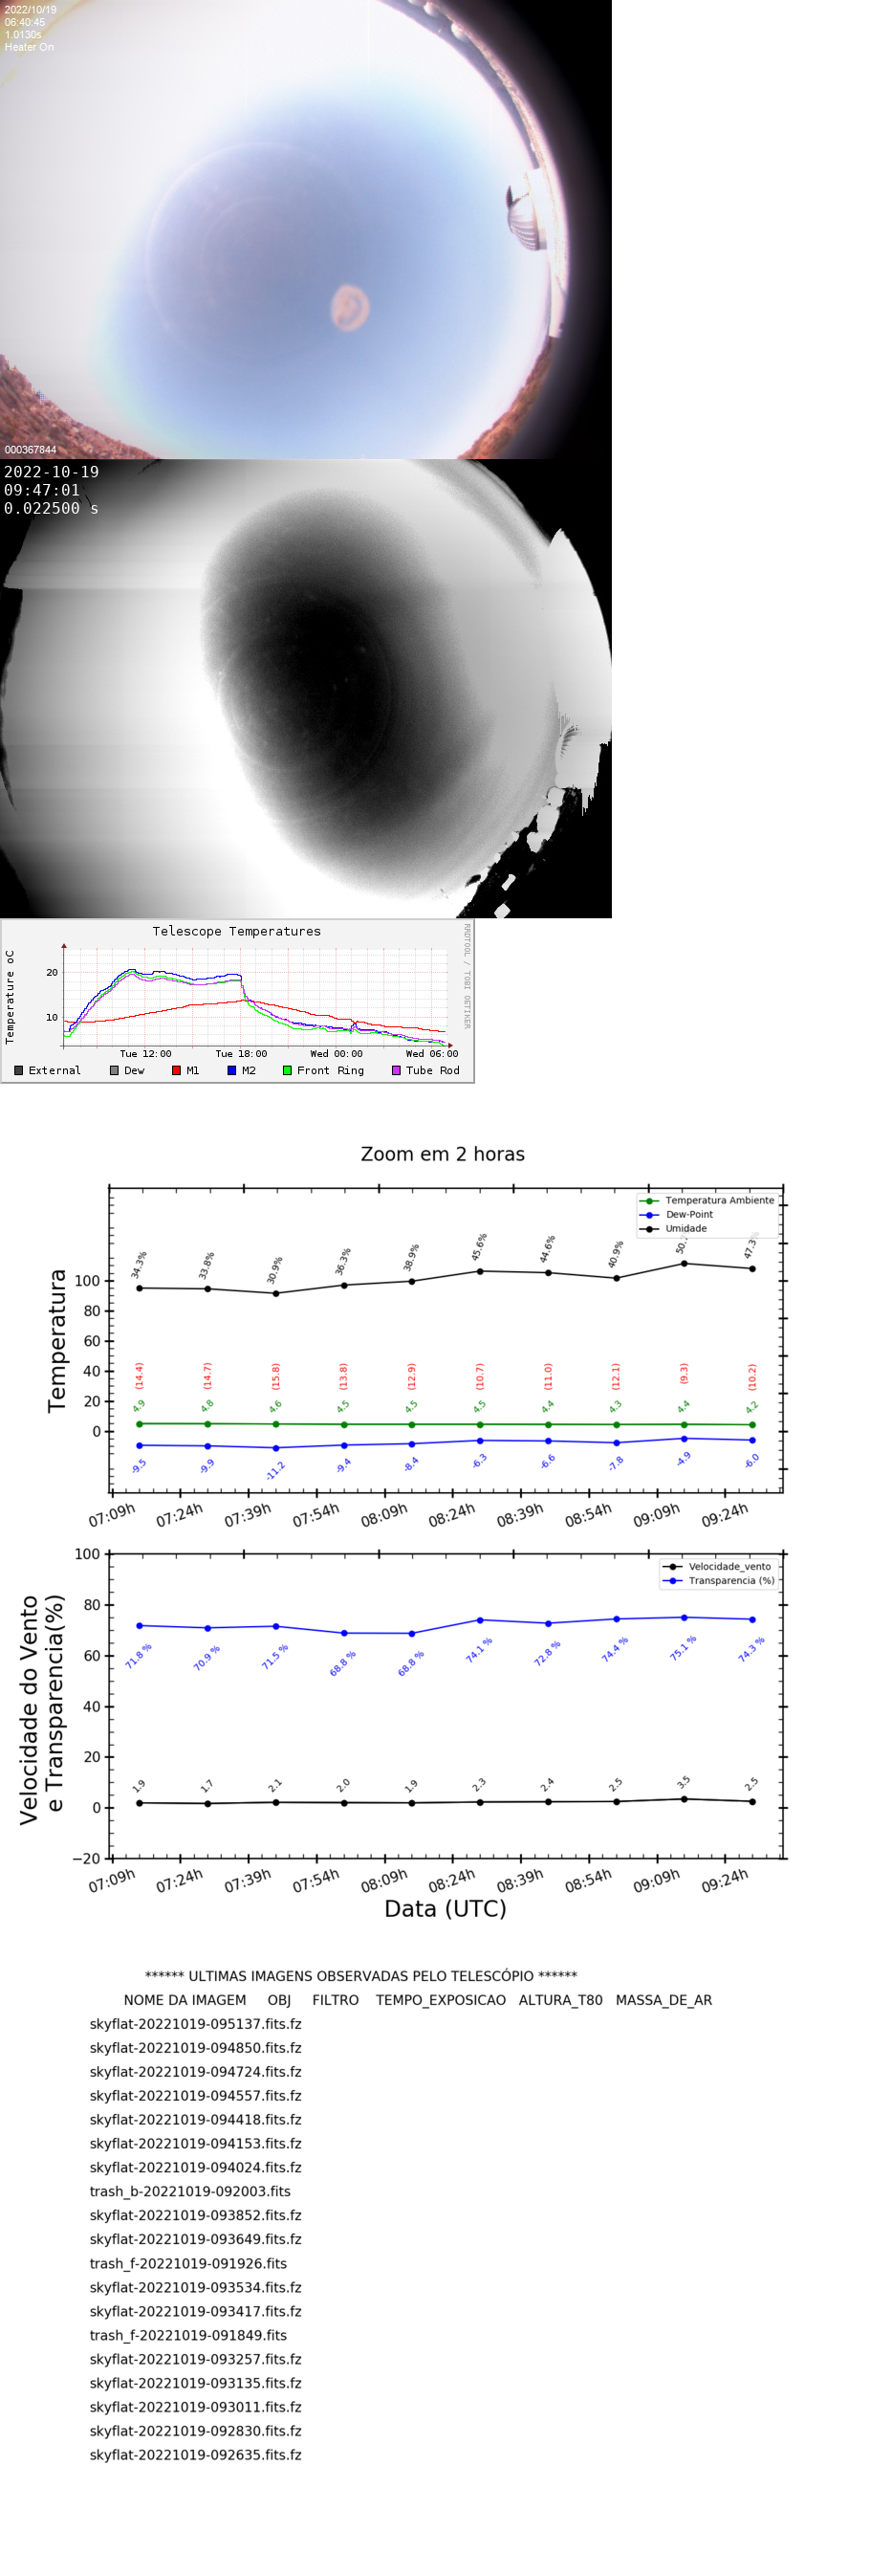 2022/10/19
06:40:45
1.0130s
Heater On
000367844
2022-10-19
09:47:01
0.022500 s
Telescope Temperatures
Temperature oC
20
10
Tue 12:00 Tue 18:00 Wed 00:00 Wed 06:00
External Dew M1 M2 Front Ring Tube Rod
RRDTOOL / TOBI OETIKER
Zoom em 2 horas
Temperatura
Temperatura Ambiente
Dew-Point
Umidade
34.3% 33.8% 30.9% 36.3% 38.9% 45.6% 44.6% 40.9% 47.3%
100
80
60
40
20
0
(14.4) (14.7) (15.8) (13.8) (12.9) (10.7) (11.0) (12.1) (9.3) (10.2)
4.9 4.8 4.6 4.5 4.5 4.5 4.4 4.3 4.4 4.2
-9.5 -9.9 -11.2 -9.4 -8.4 -6.3 -6.6 -7.8 -4.9 -6.0
07:09h 07:24h 07:39h 07:54h 08:09h 08:24h 08:39h 08:54h 09:09h 09:24h
Velocidade do Vento
e Transparencia(%)
Velocidade_vento
Transparencia (%)
100
80
60
40
20
0
−20
71.8 % 70.9 % 71.5 % 68.8 % 68.8 % 74.1 % 72.8 % 74.4 % 75.1 % 74.3 %
1.9 1.7 2.1 2.0 1.9 2.3 2.4 2.5 3.5 2.5
07:09h 07:24h 07:39h 07:54h 08:09h 08:24h 08:39h 08:54h 09:09h 09:24h
Data (UTC)
****** ULTIMAS IMAGENS OBSERVADAS PELO TELESCÓPIO ******
NOME DA IMAGEM OBJ FILTRO TEMPO_EXPOSICAO ALTURA_T80 MASSA_DE_AR
skyflat-20221019-095137.fits.fz
skyflat-20221019-094850.fits.fz
skyflat-20221019-094724.fits.fz
skyflat-20221019-094557.fits.fz
skyflat-20221019-094418.fits.fz
skyflat-20221019-094153.fits.fz
skyflat-20221019-094024.fits.fz
trash_b-20221019-092003.fits
skyflat-20221019-093852.fits.fz
skyflat-20221019-093649.fits.fz
trash_f-20221019-091926.fits
skyflat-20221019-093534.fits.fz
skyflat-20221019-093417.fits.fz
trash_f-20221019-091849.fits
skyflat-20221019-093257.fits.fz
skyflat-20221019-093135.fits.fz
skyflat-20221019-093011.fits.fz
skyflat-20221019-092830.fits.fz
skyflat-20221019-092635.fits.fz